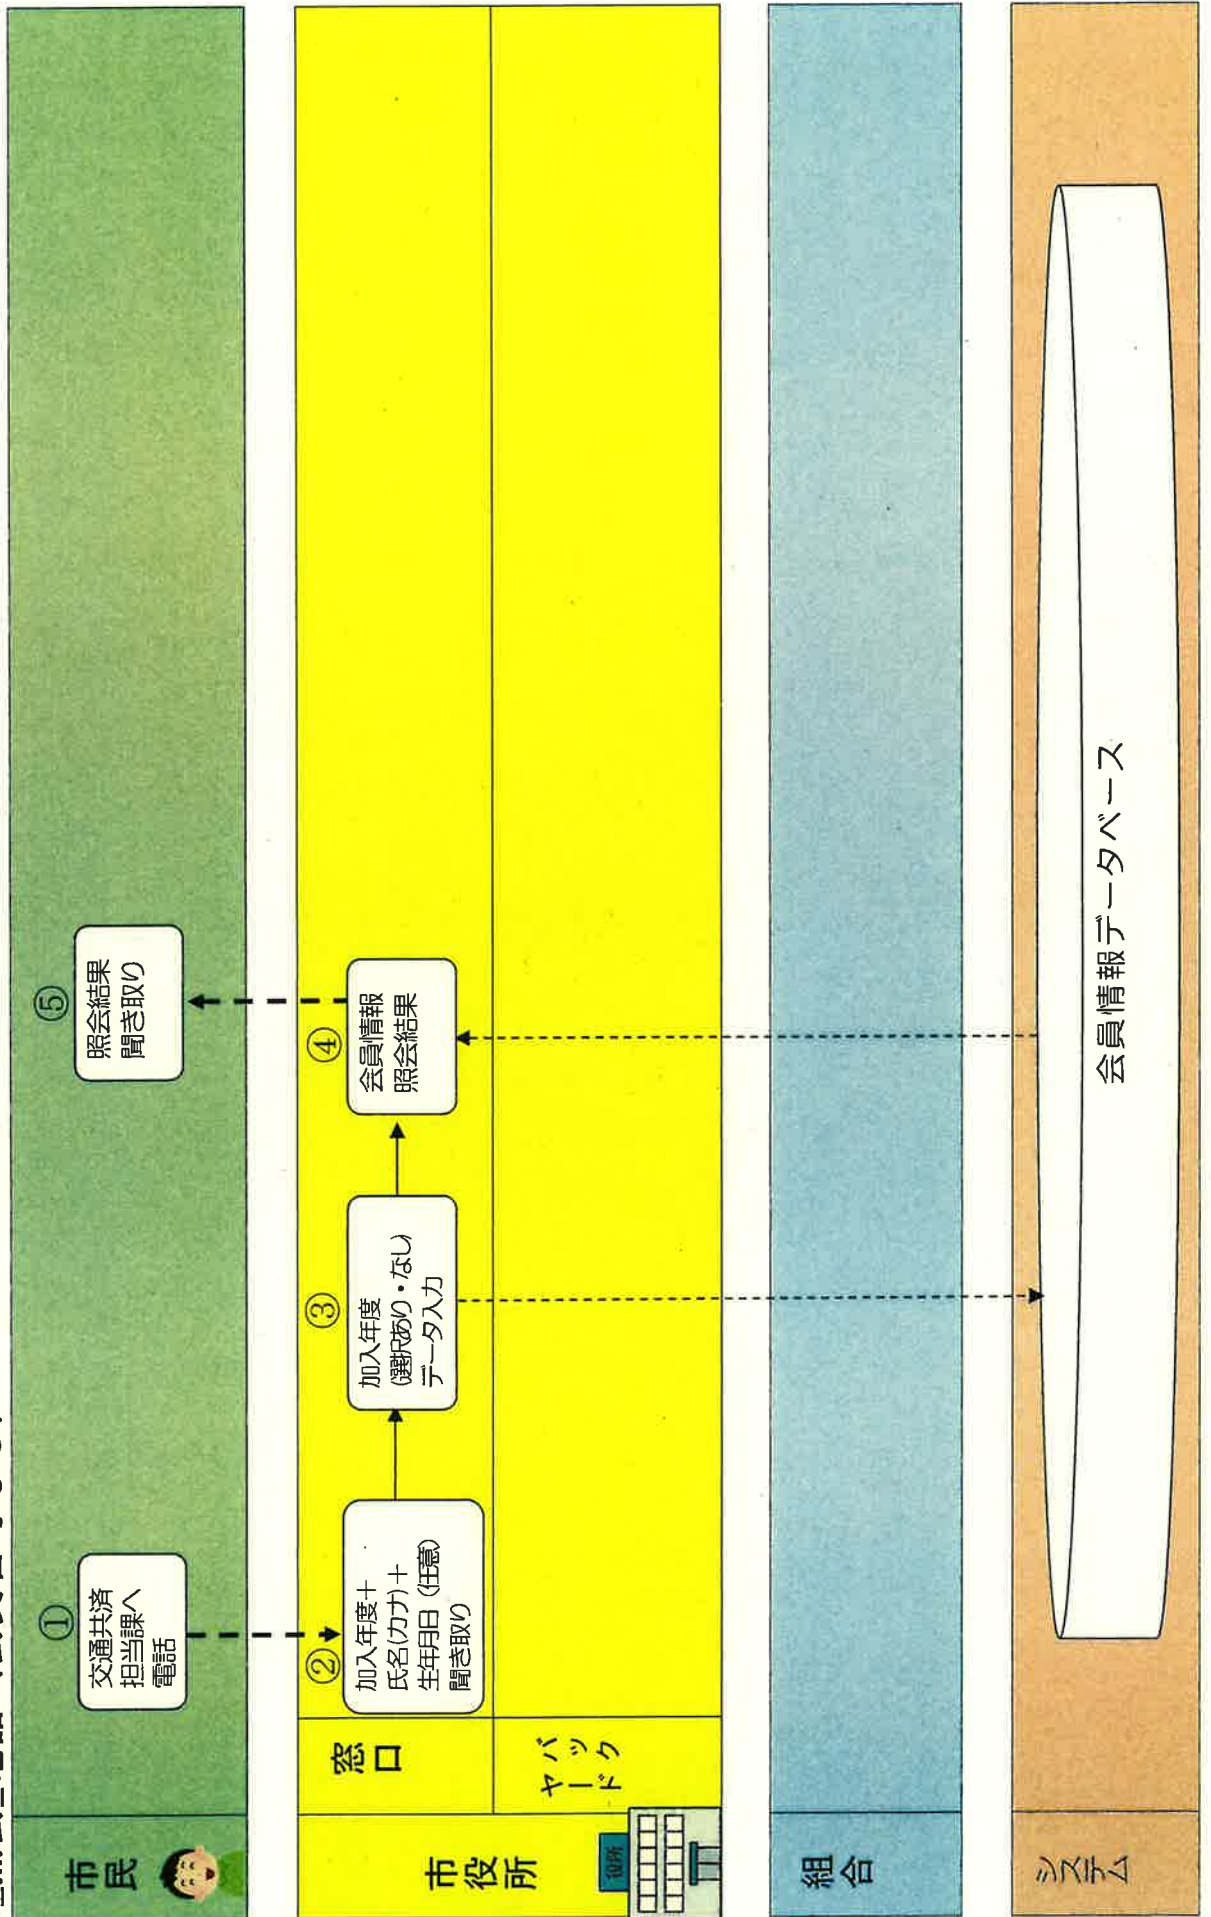 市民
①
交通共済
担当課へ
電話
⑤
照会結果
聞き取り
市役所
役所
窓口
②
加入年度＋
氏名(カナ)＋
生年月日(任意)
聞き取り
③
加入年度
(選択あり・なし)
データ入力
④
会員情報
照会結果
バックヤード
組合
システム
会員情報データベース